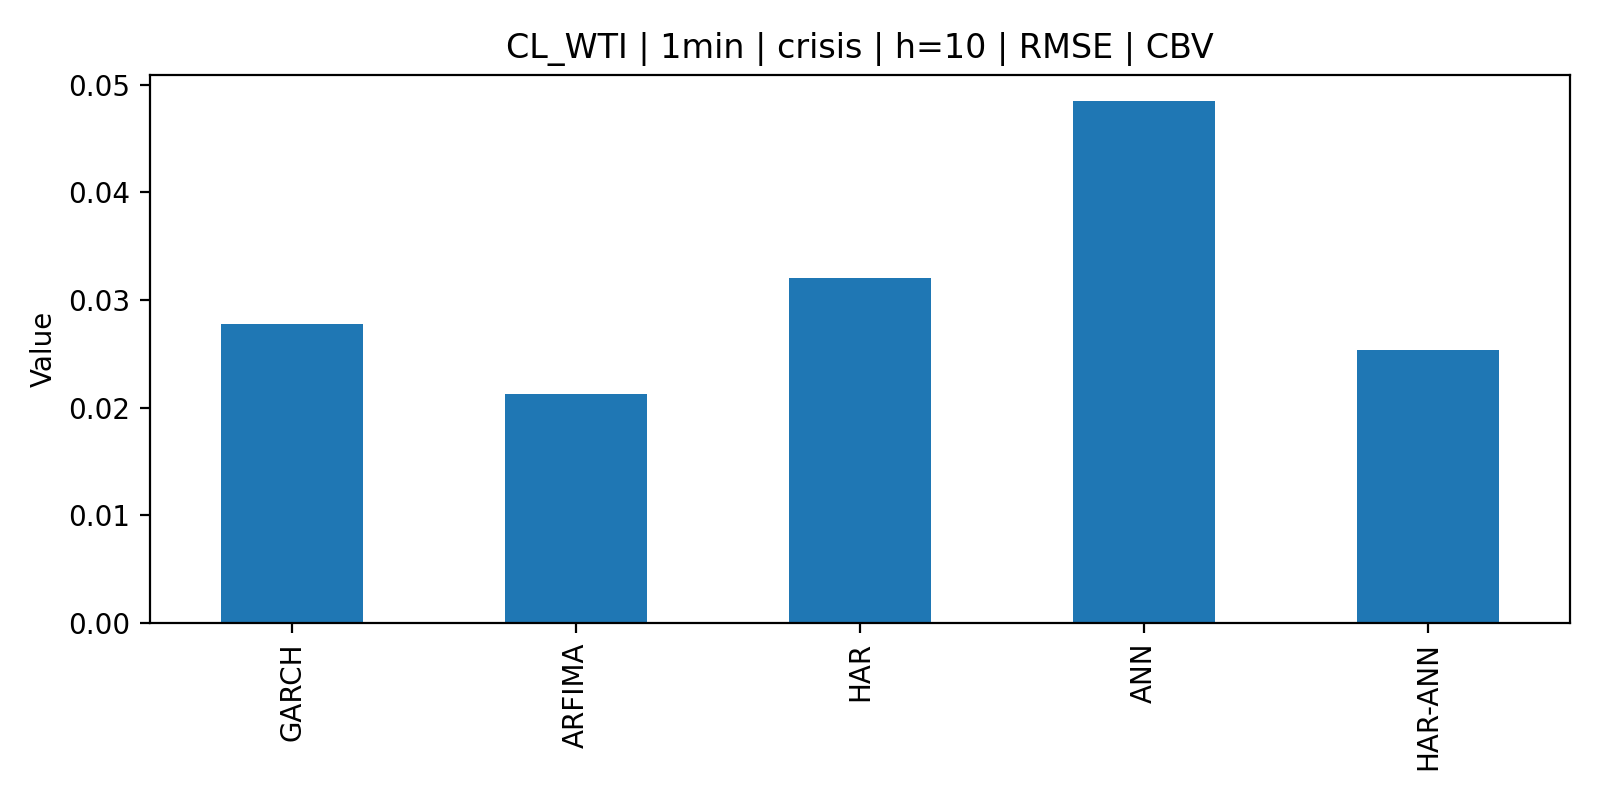 CL_WTI | 1min | crisis | h=10 | RMSE | CBV
Value
0.05
0.04
0.03
0.02
0.01
0.00
GARCH
ARFIMA
HAR
ANN
HAR-ANN